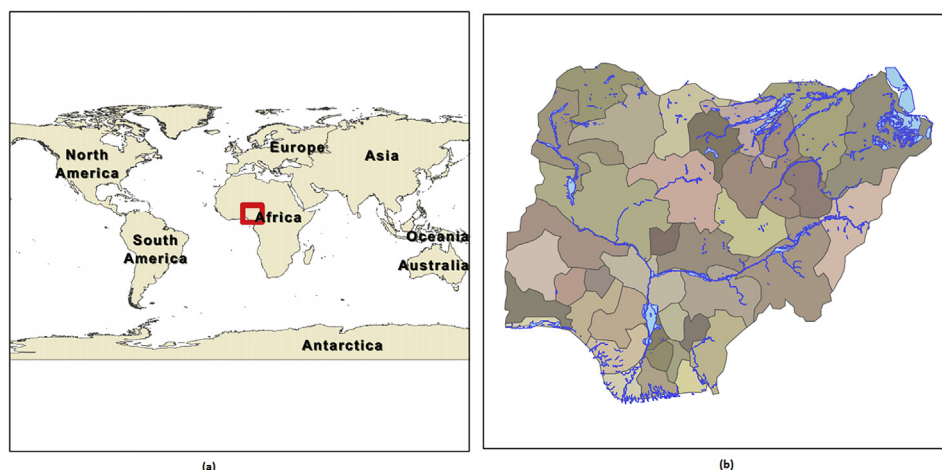 North
America
Europe
Asia
Africa
South
America
Oceania
Australia
Antarctica
(a)
(b)